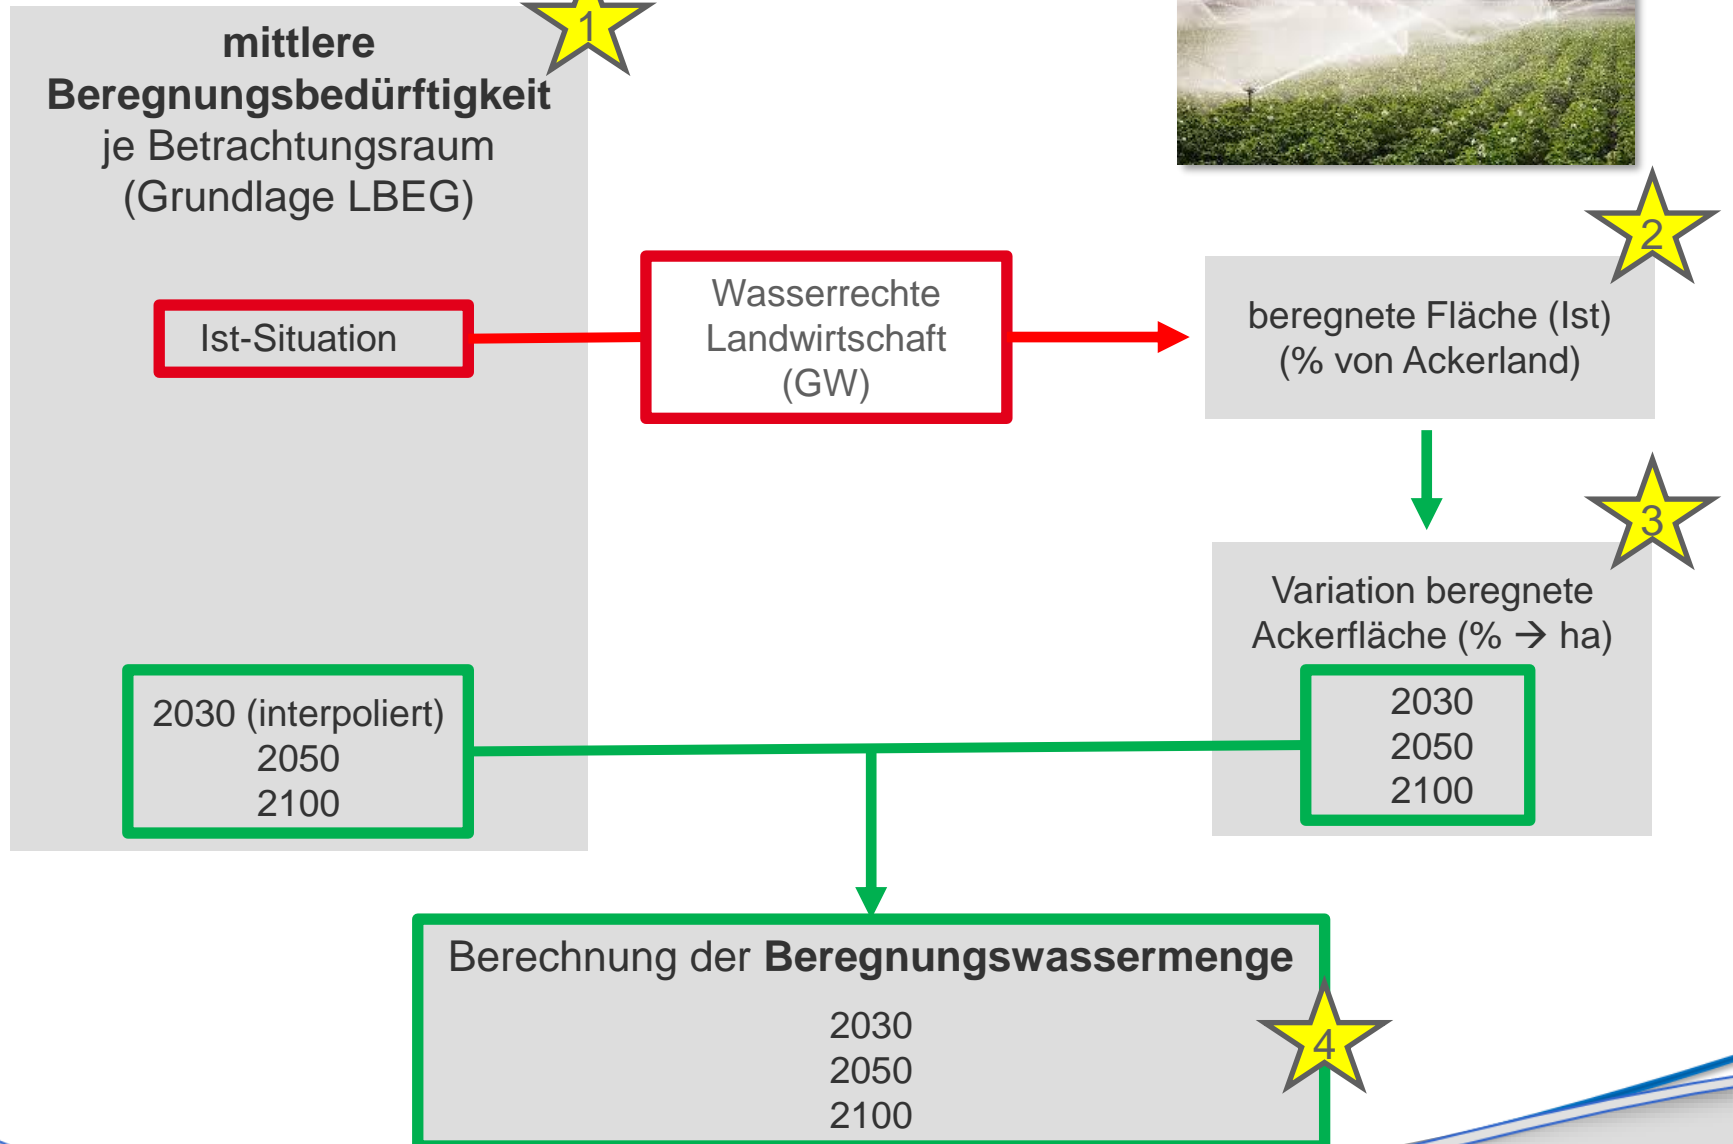 1
mittlere
Beregnungsbedürftigkeit
je Betrachtungsraum
(Grundlage LBEG)
Ist-Situation
Wasserrechte
Landwirtschaft
(GW)
2
beregnete Fläche (Ist)
(% von Ackerland)
3
Variation beregnete
Ackerfläche (% → ha)
2030
2050
2100
2030 (interpoliert)
2050
2100
Berechnung der Beregnungswassermenge
2030
2050
2100
4